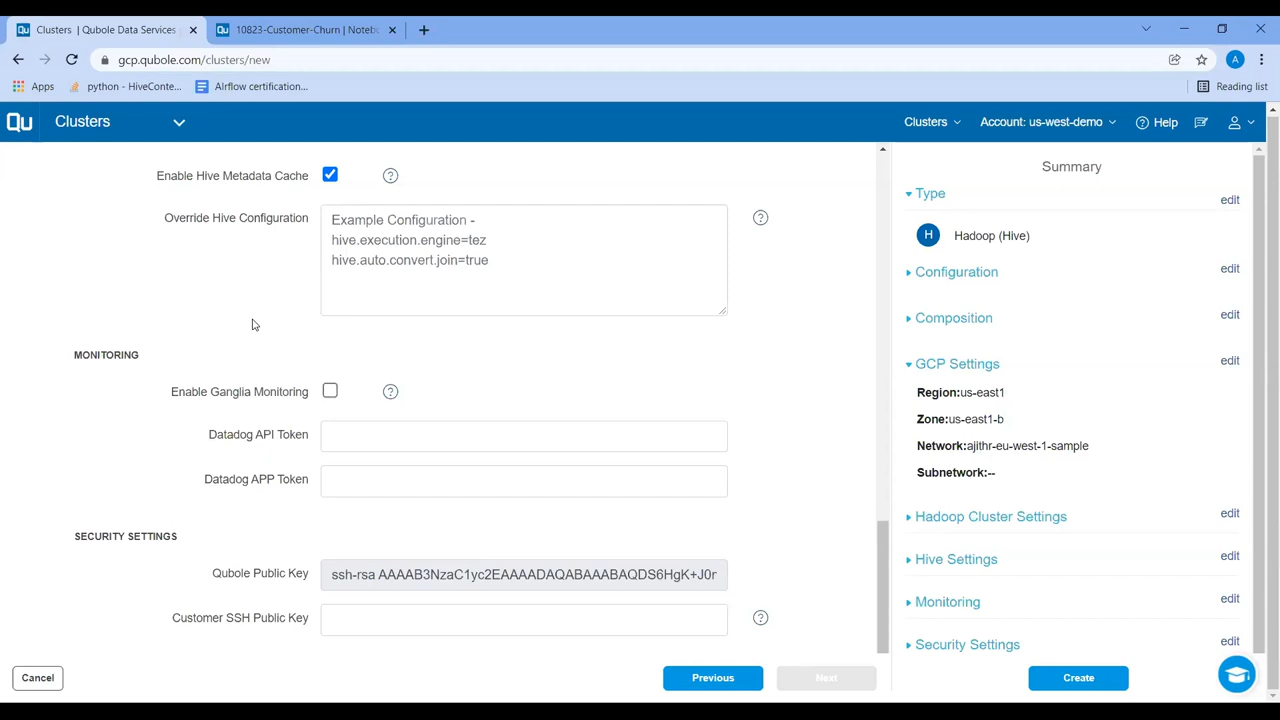 Clusters | Qubole Data Services
10823-Customer-Churn | Noteb
gcp.qubole.com/clusters/new
A
Apps
python - HiveConte...
Airflow certification...
Reading list
Qu
Clusters
Clusters
Account: us-west-demo
Help
Enable Hive Metadata Cache
Override Hive Configuration
Example Configuration -
hive.execution.engine=tez
hive.auto.convert.join=true
MONITORING
Enable Ganglia Monitoring
Datadog API Token
Datadog APP Token
SECURITY SETTINGS
Qubole Public Key
ssh-rsa AAAAB3NzaC1yc2EAAAADAQABAAABAQDS6HgK+J0r
Customer SSH Public Key
Cancel
Previous
Next
Summary
Type
edit
H
Hadoop (Hive)
Configuration
edit
Composition
edit
GCP Settings
edit
Region:us-east1
Zone:us-east1-b
Network:ajithr-eu-west-1-sample
Subnetwork:--
Hadoop Cluster Settings
edit
Hive Settings
edit
Monitoring
edit
Security Settings
edit
Create